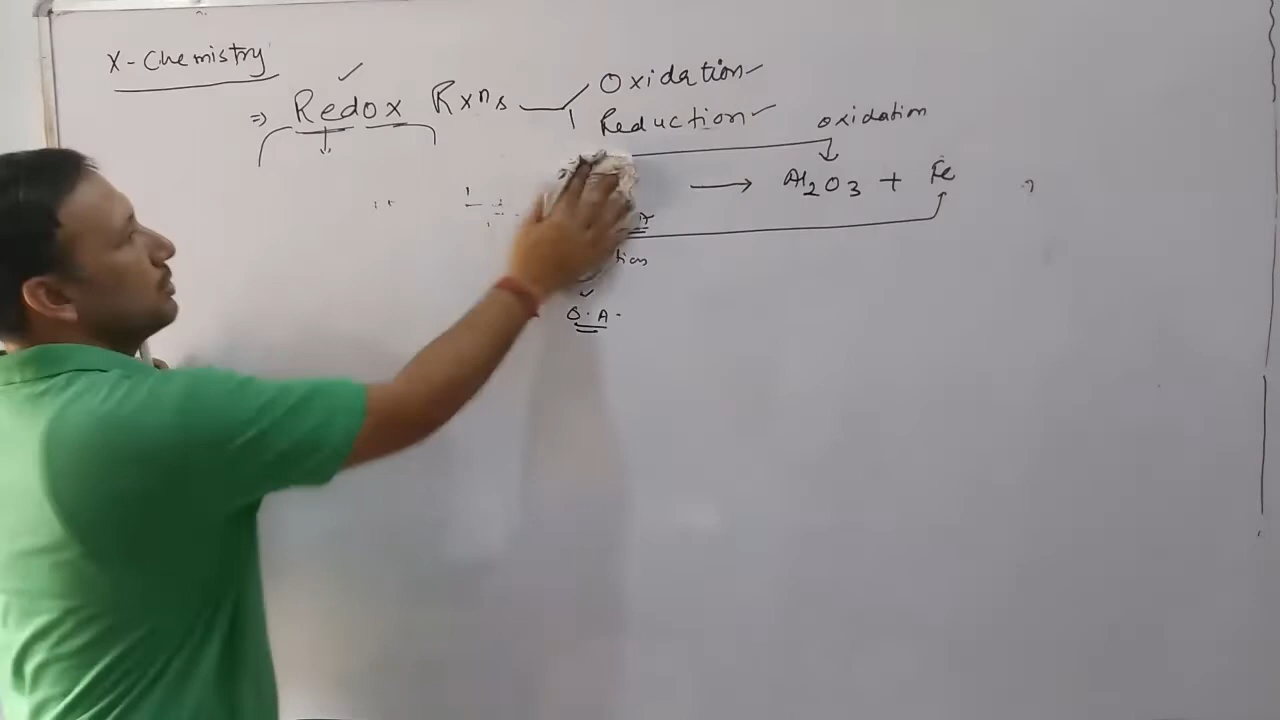 X - Chemistry
⇒ Redox Rxns
Oxidation
Reduction
oxidation
→ Al2O3 + Fe
O.A.